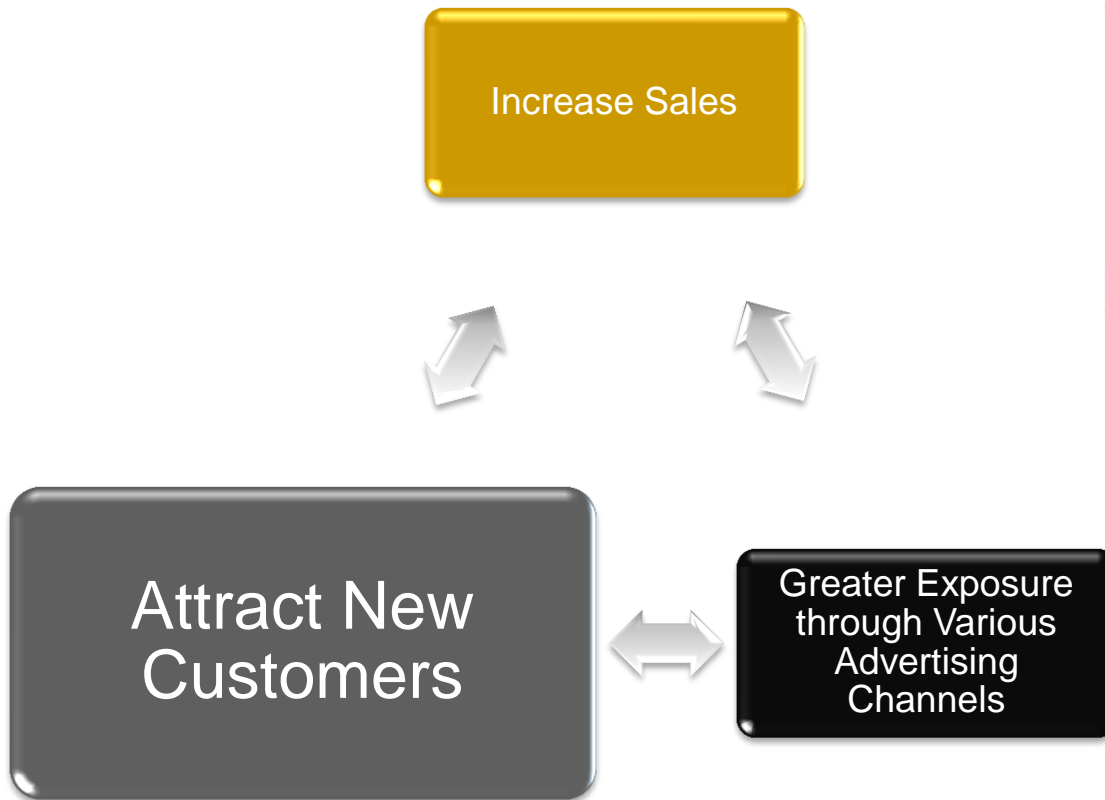 Increase Sales
Attract New
Customers
Greater Exposure
through Various
Advertising
Channels